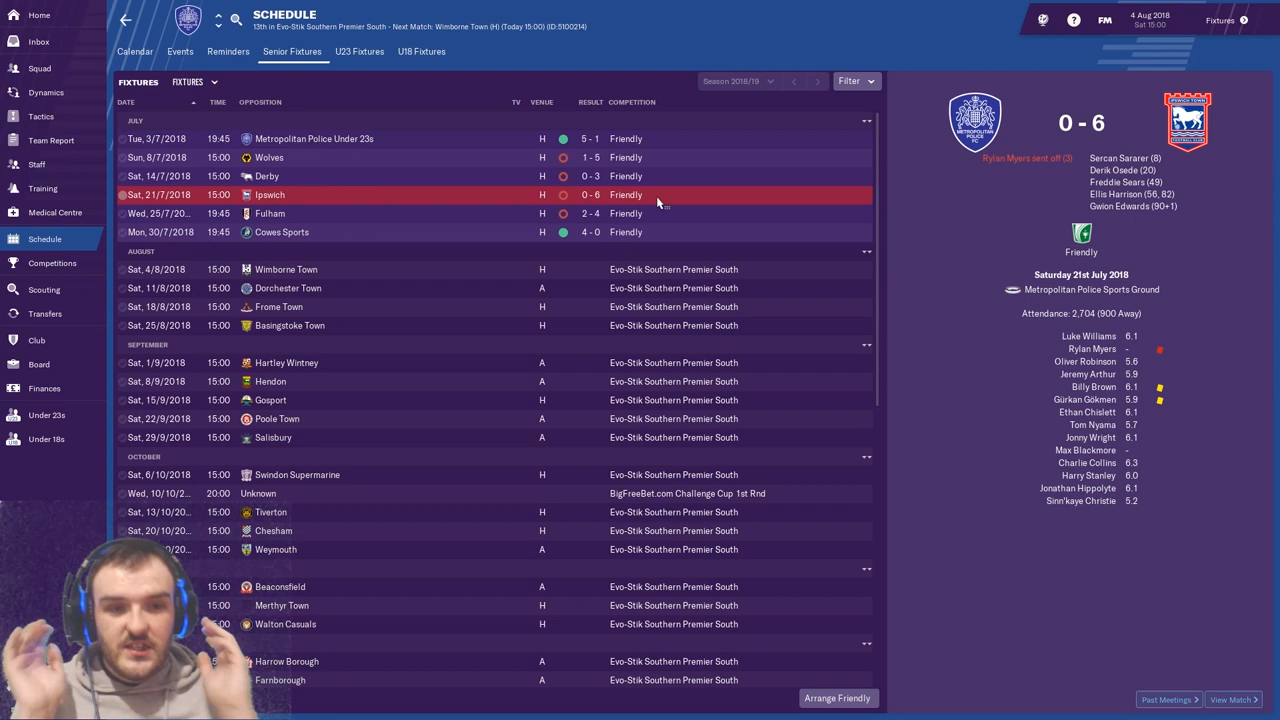 Home
Inbox
Squad
Dynamics
Tactics
Team Report
Staff
Training
Medical Centre
Schedule
Competitions
Scouting
Transfers
Club
Board
Finances
Under 23s
Under 18s
SCHEDULE
13th in Evo-Stik Southern Premier South - Next Match: Wimborne Town (H) (Today 15:00) (ID:5100214)
FM
4 Aug 2018
Sat 15:00
Fixtures
Calendar Events Reminders Senior Fixtures U23 Fixtures U18 Fixtures
FIXTURES FIXTURES Season 2018/19 Filter
DATE TIME OPPOSITION TV VENUE RESULT COMPETITION
JULY
Tue, 3/7/2018 19:45 Metropolitan Police Under 23s H 5 - 1 Friendly
Sun, 8/7/2018 15:00 Wolves H 1 - 5 Friendly
Sat, 14/7/2018 15:00 Derby H 0 - 3 Friendly
Sat, 21/7/2018 15:00 Ipswich H 0 - 6 Friendly
Wed, 25/7/20... 19:45 Fulham H 2 - 4 Friendly
Mon, 30/7/2018 19:45 Cowes Sports H 4 - 0 Friendly
AUGUST
Sat, 4/8/2018 15:00 Wimborne Town H Evo-Stik Southern Premier South
Sat, 11/8/2018 15:00 Dorchester Town A Evo-Stik Southern Premier South
Sat, 18/8/2018 15:00 Frome Town H Evo-Stik Southern Premier South
Sat, 25/8/2018 15:00 Basingstoke Town H Evo-Stik Southern Premier South
SEPTEMBER
Sat, 1/9/2018 15:00 Hartley Wintney A Evo-Stik Southern Premier South
Sat, 8/9/2018 15:00 Hendon A Evo-Stik Southern Premier South
Sat, 15/9/2018 15:00 Gosport H Evo-Stik Southern Premier South
Sat, 22/9/2018 15:00 Poole Town A Evo-Stik Southern Premier South
Sat, 29/9/2018 15:00 Salisbury A Evo-Stik Southern Premier South
OCTOBER
Sat, 6/10/2018 15:00 Swindon Supermarine H Evo-Stik Southern Premier South
Wed, 10/10/2... 20:00 Unknown BigFreeBet.com Challenge Cup 1st Rnd
Sat, 13/10/20... 15:00 Tiverton H Evo-Stik Southern Premier South
Sat, 20/10/20... 15:00 Chesham H Evo-Stik Southern Premier South
15:00 Weymouth A Evo-Stik Southern Premier South
15:00 Beaconsfield A Evo-Stik Southern Premier South
15:00 Merthyr Town H Evo-Stik Southern Premier South
Walton Casuals H Evo-Stik Southern Premier South
Harrow Borough A Evo-Stik Southern Premier South
Farnborough A Evo-Stik Southern Premier South
Arrange Friendly
METROPOLITAN POLICE FC
0 - 6
IPSWICH TOWN
Rylan Myers sent off (3)
Sercan Sararer (8)
Derik Osede (20)
Freddie Sears (49)
Ellis Harrison (56, 82)
Gwion Edwards (90+1)
Friendly
Saturday 21st July 2018
Metropolitan Police Sports Ground
Attendance: 2,704 (900 Away)
Luke Williams 6.1
Rylan Myers -
Oliver Robinson 5.6
Jeremy Arthur 5.9
Billy Brown 6.1
Gürkan Gökmen 5.9
Ethan Chislett 6.1
Tom Nyama 5.7
Jonny Wright 6.1
Max Blackmore -
Charlie Collins 6.3
Harry Stanley 6.0
Jonathan Hippolyte 6.1
Sinn'kaye Christie 5.2
Past Meetings View Match